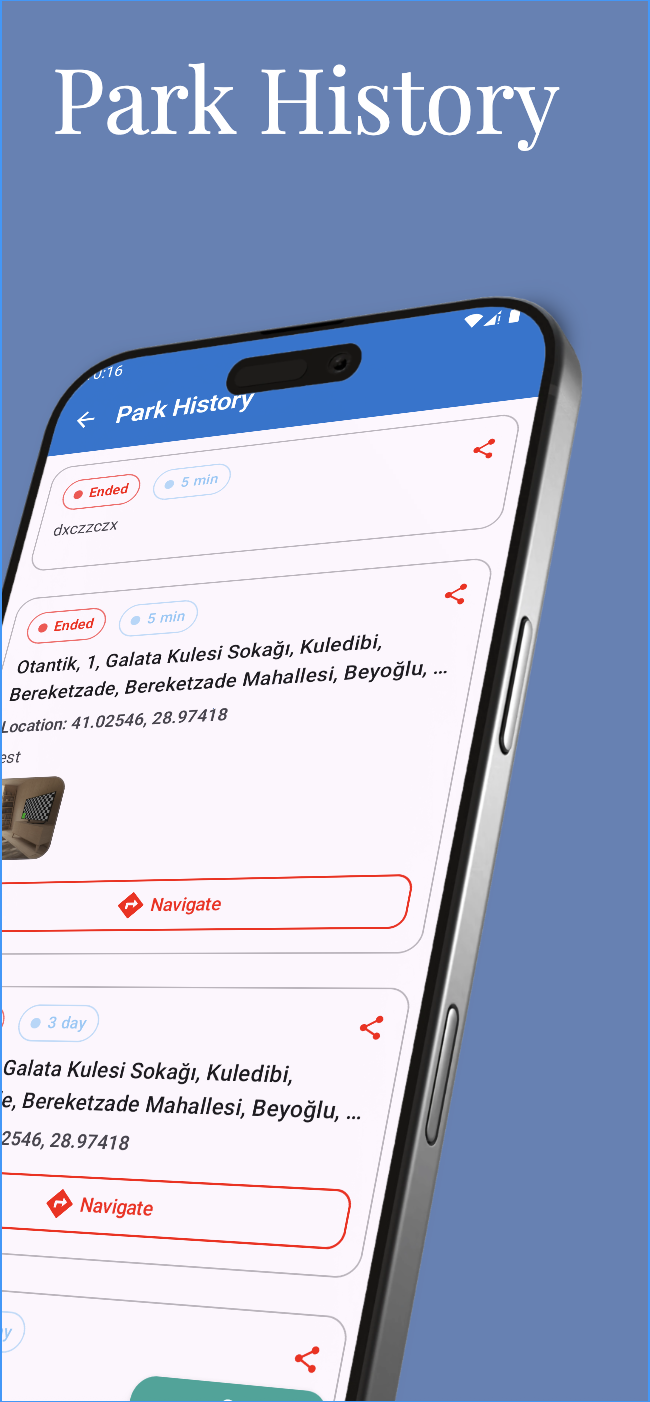 Park History
0:16
Park History
Ended
5 min
dxczzczx
Ended
5 min
Otantik, 1, Galata Kulesi Sokağı, Kuledibi,
Bereketzade, Bereketzade Mahallesi, Beyoğlu, ...
Location: 41.02546, 28.97418
est
Navigate
3 day
Galata Kulesi Sokağı, Kuledibi,
e, Bereketzade Mahallesi, Beyoğlu, ...
2546, 28.97418
Navigate